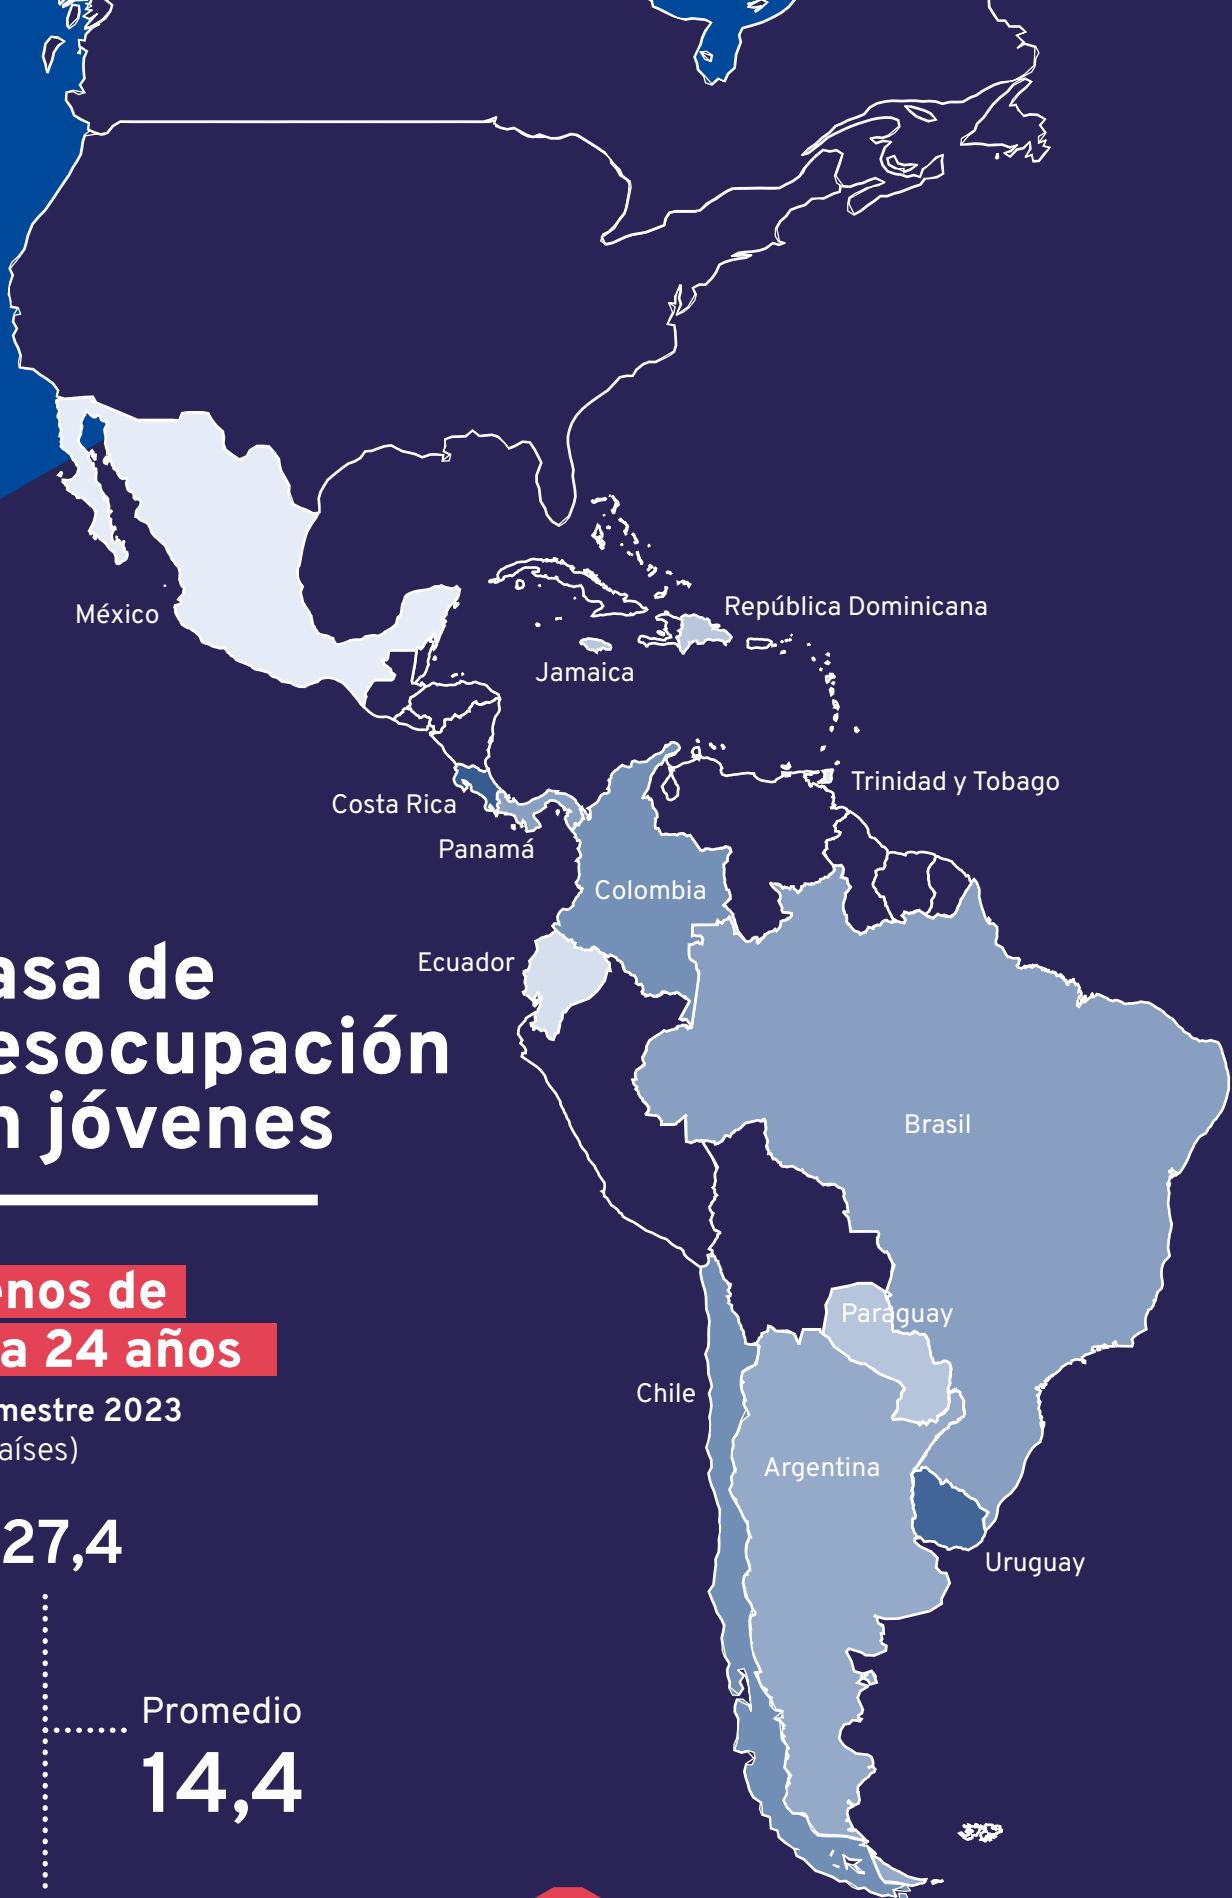 México
República Dominicana
Jamaica
Trinidad y Tobago
Costa Rica
Panamá
Colombia
Ecuador
asa de
esocupación
n jóvenes
Brasil
enos de
a 24 años
mestre 2023
aíses)
Paraguay
Chile
Argentina
27,4
Uruguay
Promedio
14,4